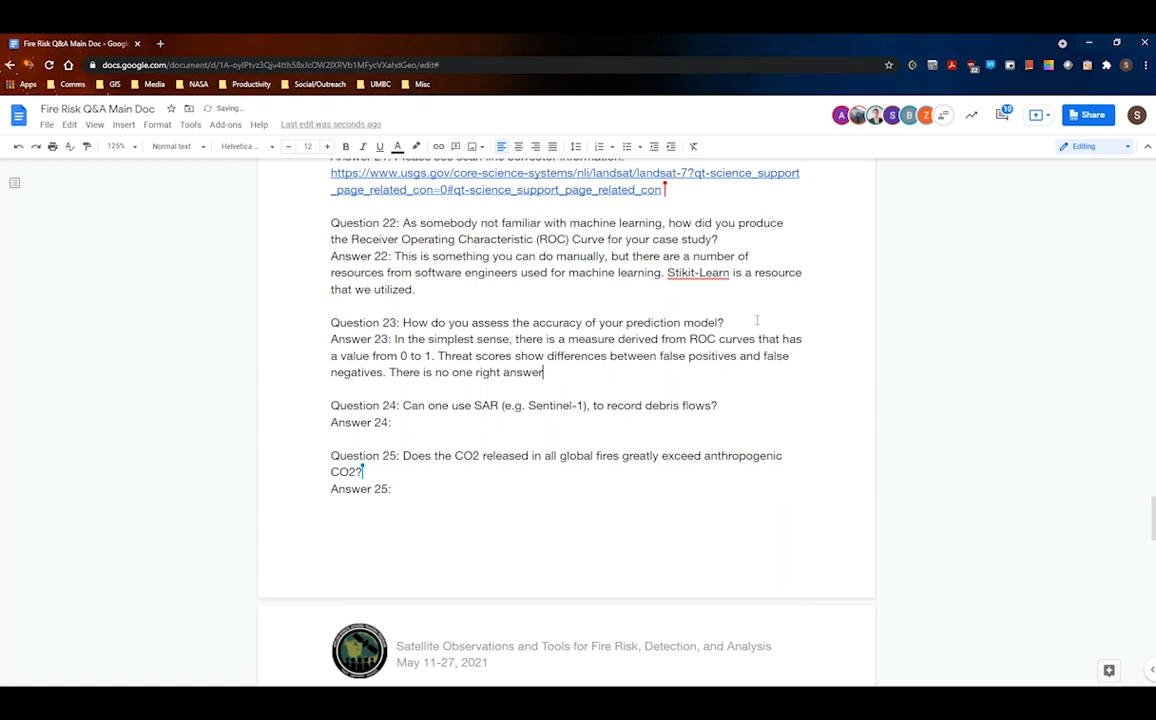 Fire Risk Q&A Main Doc - Googl
docs.google.com/document/d/
Apps Comms GIS Media NASA Productivity Social/Outreach UMBC Misc
Fire Risk Q&A Main Doc Saving...
A S B Z 10 Share S
File Edit View Insert Format Tools Add-ons Help Last edit was seconds ago
125% Normal text Helvetica ... 12 B I U A Editing
https://www.usgs.gov/core-science-systems/nli/landsat/landsat-7?qt-science_support
_page_related_con=0#qt-science_support_page_related_con
Question 22: As somebody not familiar with machine learning, how did you produce
the Receiver Operating Characteristic (ROC) Curve for your case study?
Answer 22: This is something you can do manually, but there are a number of
resources from software engineers used for machine learning. Stikit-Learn is a resource
that we utilized.
Question 23: How do you assess the accuracy of your prediction model?
Answer 23: In the simplest sense, there is a measure derived from ROC curves that has
a value from 0 to 1. Threat scores show differences between false positives and false
negatives. There is no one right answer
Question 24: Can one use SAR (e.g. Sentinel-1), to record debris flows?
Answer 24:
Question 25: Does the CO2 released in all global fires greatly exceed anthropogenic
CO2?
Answer 25:
Satellite Observations and Tools for Fire Risk, Detection, and Analysis
May 11-27, 2021